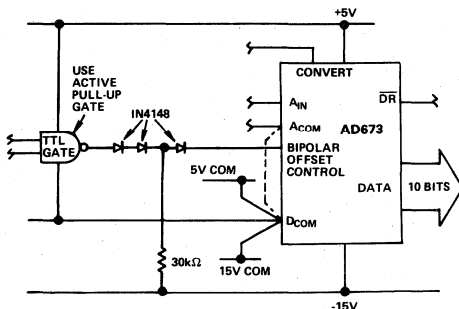 +5V
USE
ACTIVE
PULL-UP
GATE
CONVERT
IN4148
TTL
GATE
AIN
DR
ACOM
AD673
BIPOLAR
OFFSET
CONTROL
5V COM
DATA
10 BITS
DCOM
30kΩ
15V COM
-15V